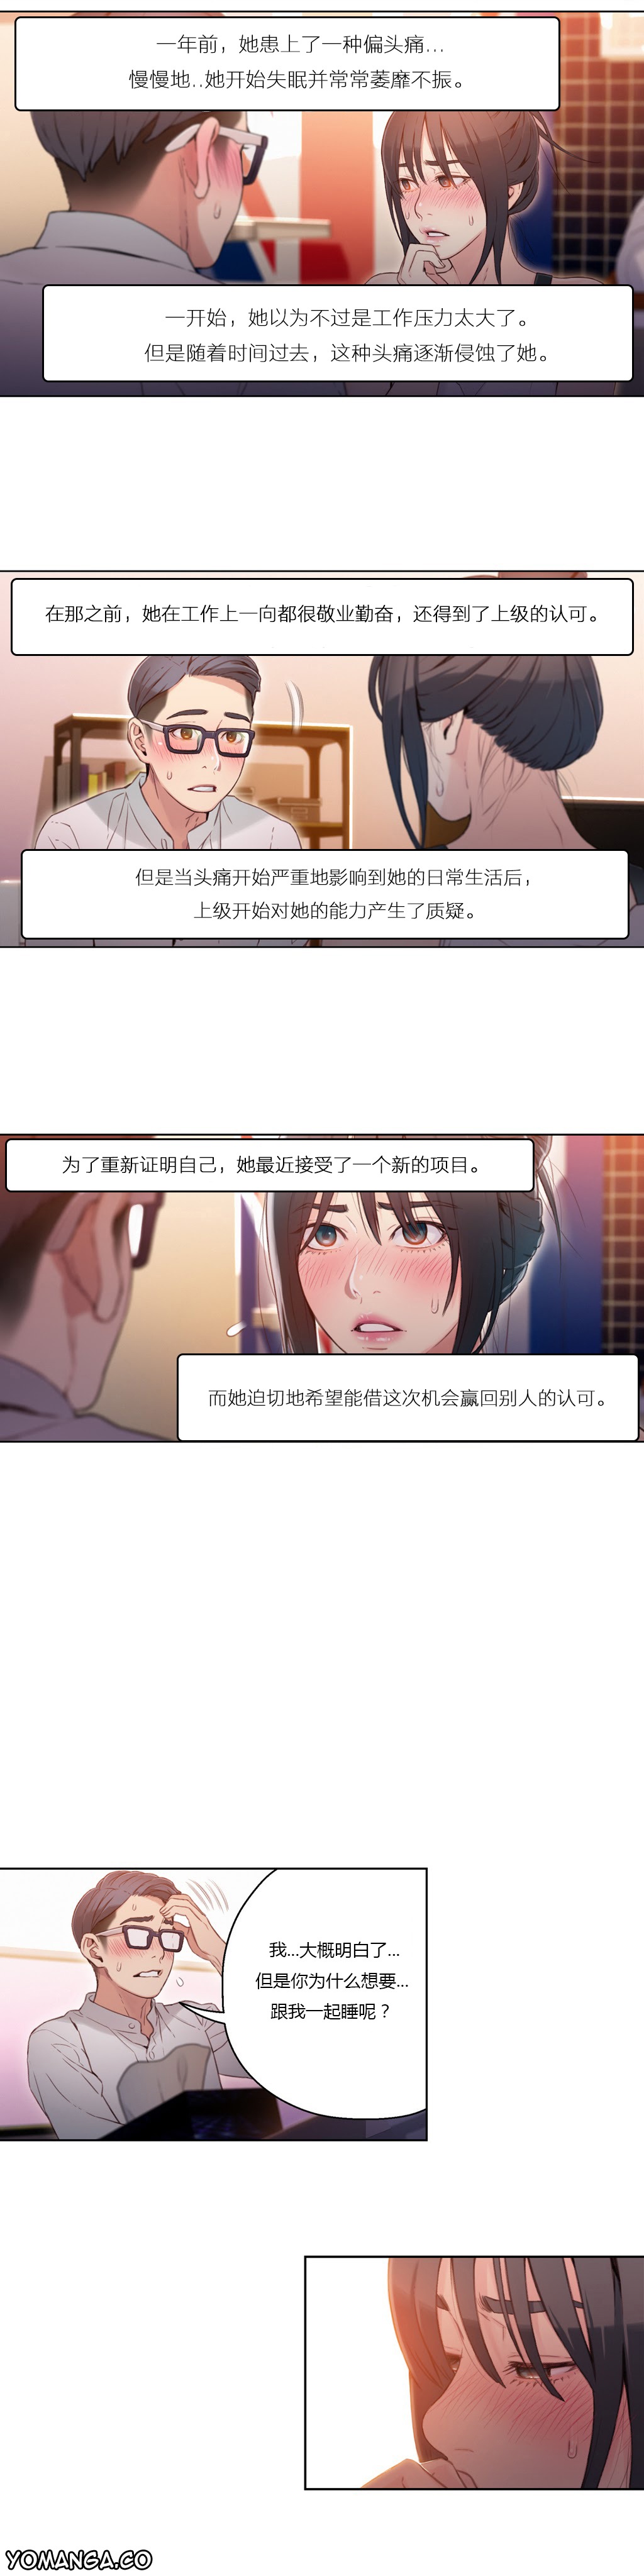 一年前，她患上了一种偏头痛...
慢慢地..她开始失眠并常常萎靡不振。
一开始，她以为不过是工作压力太大了。
但是随着时间过去，这种头痛逐渐侵蚀了她。
在那之前，她在工作上一向都很敬业勤奋，还得到了上级的认可。
但是当头痛开始严重地影响到她的日常生活后，
上级开始对她的能力产生了质疑。
为了重新证明自己，她最近接受了一个新的项目。
而她迫切地希望能借这次机会赢回别人的认可。
我...大概明白了...
但是你为什么想要...
跟我一起睡呢？
YOMANGA.CO